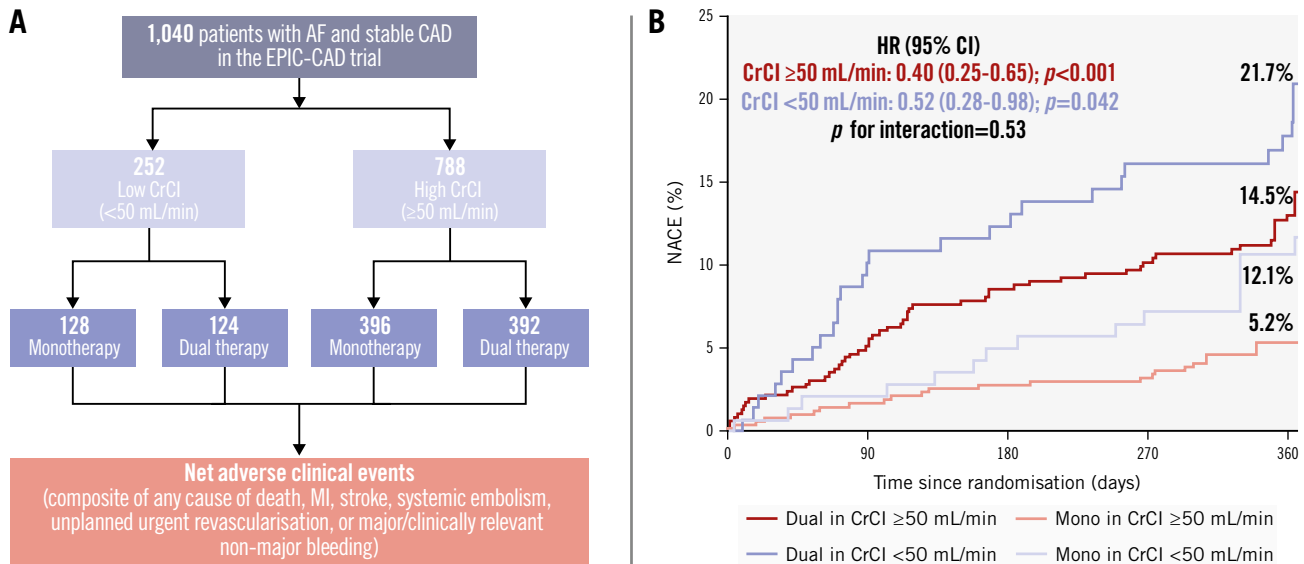 A
1,040 patients with AF and stable CAD
in the EPIC-CAD trial
252
Low CrCl
(<50 mL/min)
788
High CrCl
(≥50 mL/min)
128
Monotherapy
124
Dual therapy
396
Monotherapy
392
Dual therapy
Net adverse clinical events
(composite of any cause of death, MI, stroke, systemic embolism,
unplanned urgent revascularisation, or major/clinically relevant
non-major bleeding)
B
HR (95% CI)
CrCl ≥50 mL/min: 0.40 (0.25-0.65); p<0.001
CrCl <50 mL/min: 0.52 (0.28-0.98); p=0.042
p for interaction=0.53
21.7%
14.5%
12.1%
5.2%
NACE (%)
25
20
15
10
5
0
0
90
180
270
360
Time since randomisation (days)
Dual in CrCl ≥50 mL/min
Mono in CrCl ≥50 mL/min
Dual in CrCl <50 mL/min
Mono in CrCl <50 mL/min